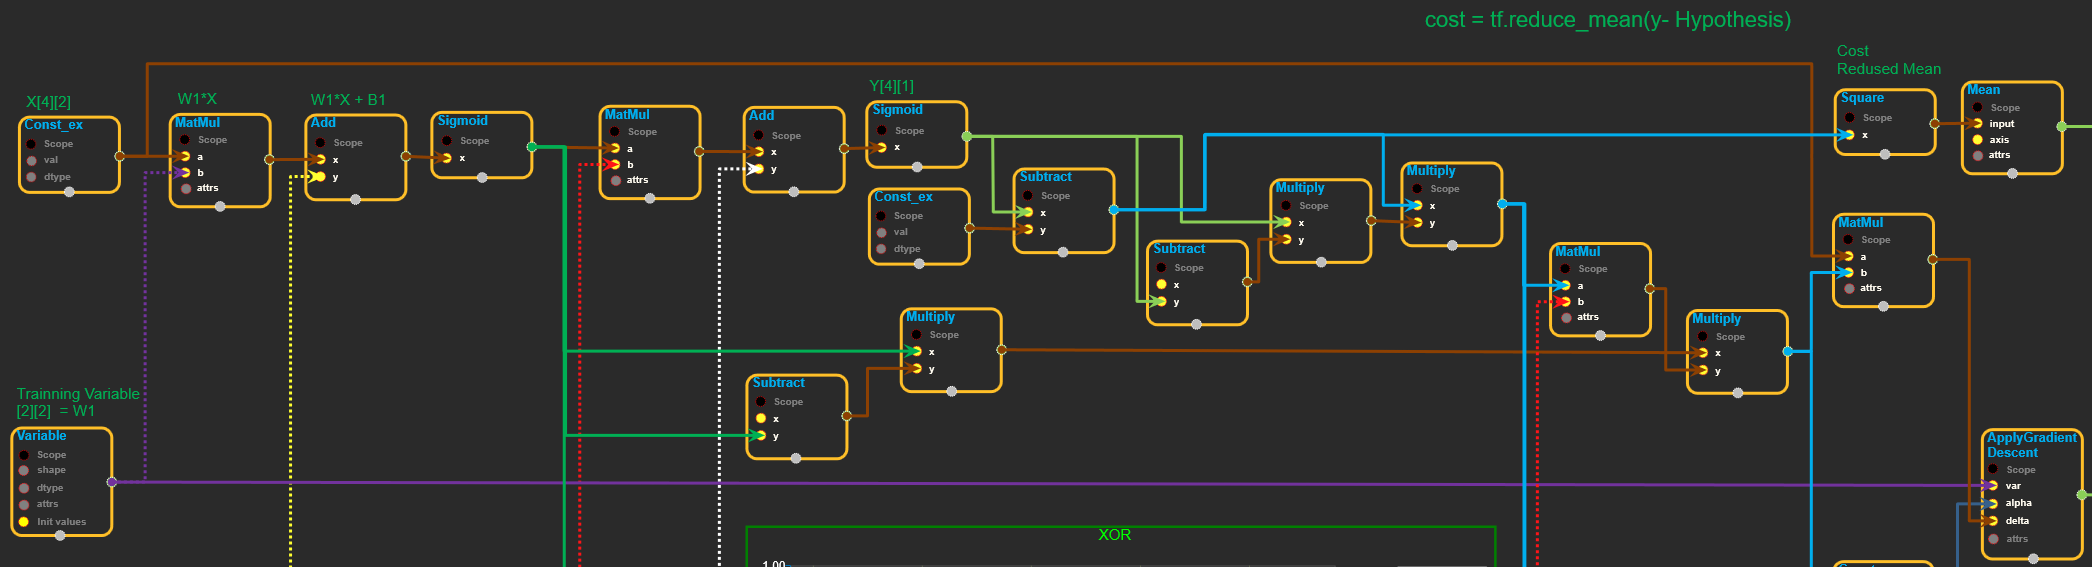 cost = tf.reduce_mean(y- Hypothesis)
Cost
Redused Mean
X[4][2]
W1*X
W1*X + B1
Y[4][1]
Const_ex
Scope
val
dtype
MatMul
Scope
a
b
attrs
Add
Scope
x
y
Sigmoid
Scope
x
MatMul
Scope
a
b
attrs
Add
Scope
x
y
Sigmoid
Scope
x
Const_ex
Scope
val
dtype
Subtract
Scope
x
y
Subtract
Scope
x
y
Multiply
Scope
x
y
Multiply
Scope
x
y
Square
Scope
x
Mean
Scope
input
axis
attrs
MatMul
Scope
a
b
attrs
MatMul
Scope
a
b
attrs
Multiply
Scope
x
y
Multiply
Scope
x
y
Subtract
Scope
x
y
Trainning Variable
[2][2] = W1
Variable
Scope
shape
dtype
attrs
Init values
ApplyGradient
Descent
Scope
var
alpha
delta
attrs
XOR
1.00